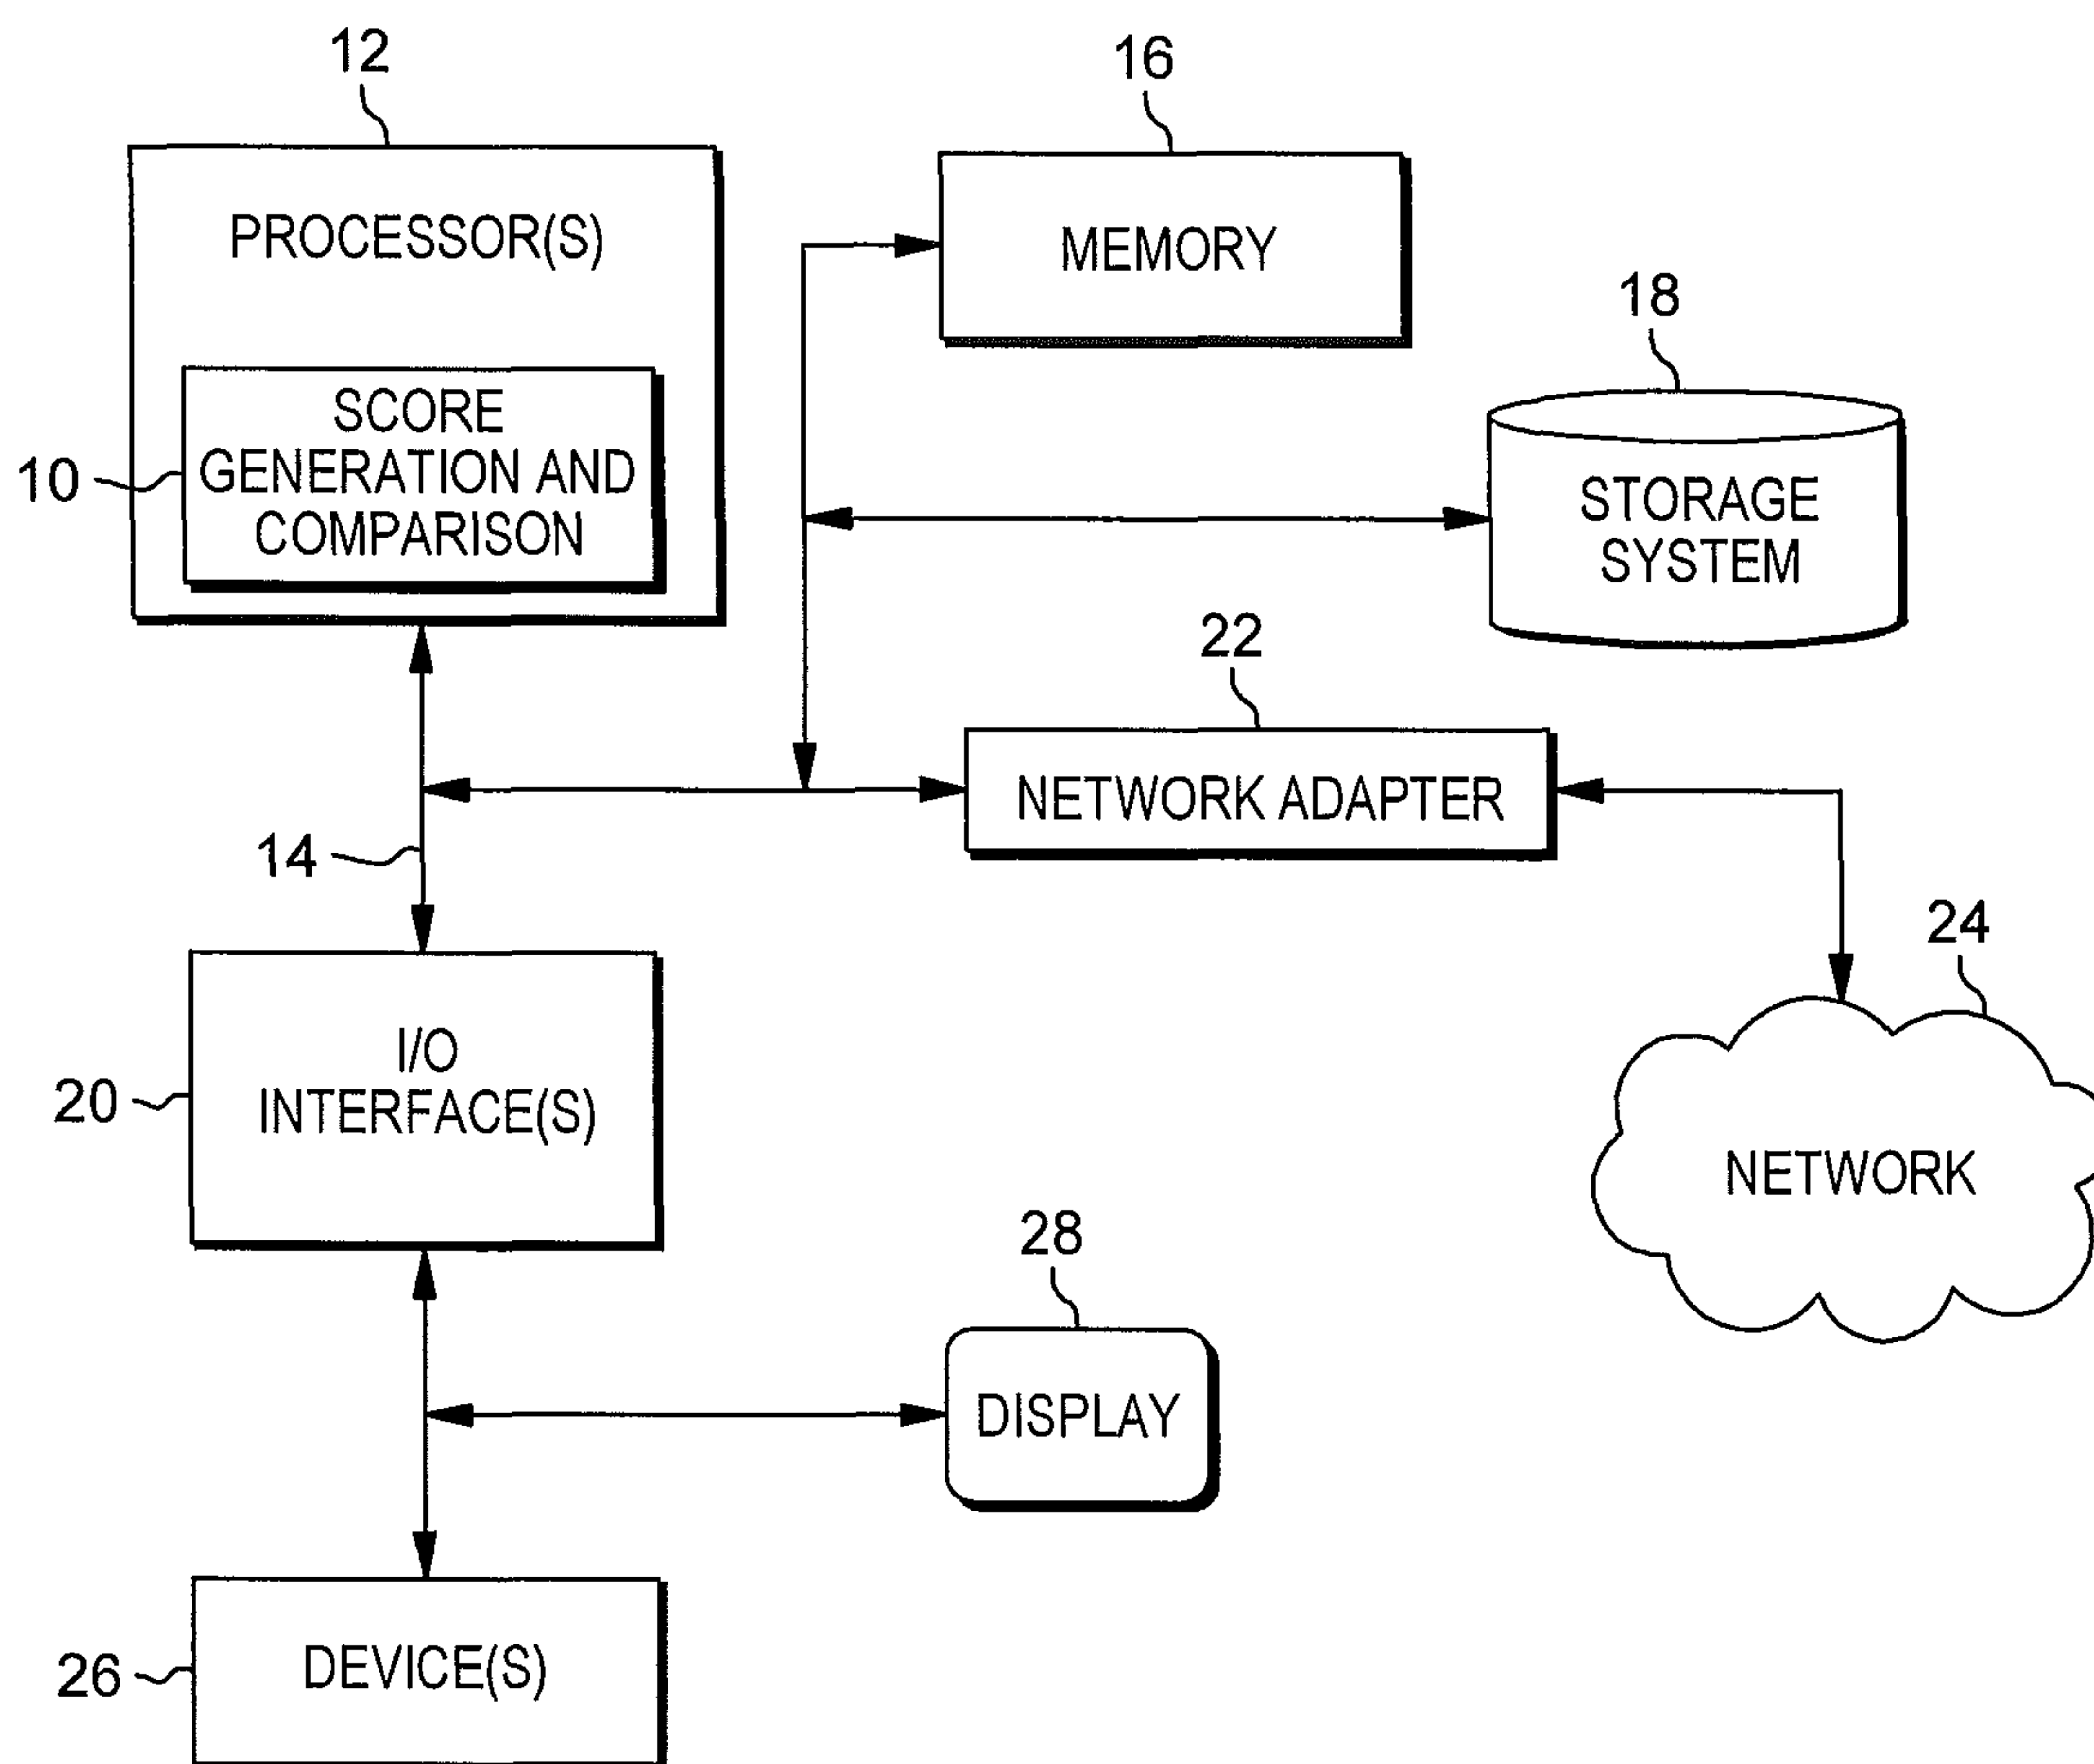 12
PROCESSOR(S)
10
SCORE
GENERATION AND
COMPARISON
16
MEMORY
18
STORAGE
SYSTEM
22
NETWORK ADAPTER
14
24
NETWORK
20
I/O
INTERFACE(S)
28
DISPLAY
26
DEVICE(S)